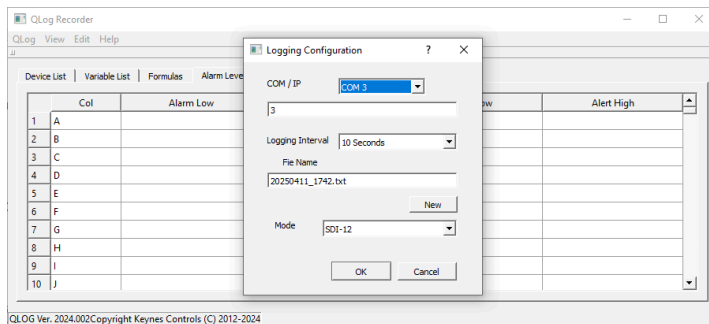 QLog Recorder
QLog View Edit Help
Device List Variable List Formulas Alarm Leve
Col Alarm Low ow Alert High
1 A
2 B
3 C
4 D
5 E
6 F
7 G
8 H
9 I
10 J
Logging Configuration ? 
COM / IP COM 3
3
Logging Interval 10 Seconds
Fie Name
20250411_1742.txt
New
Mode SDI-12
OK Cancel
QLOG Ver. 2024.002Copyright Keynes Controls (C) 2012-2024